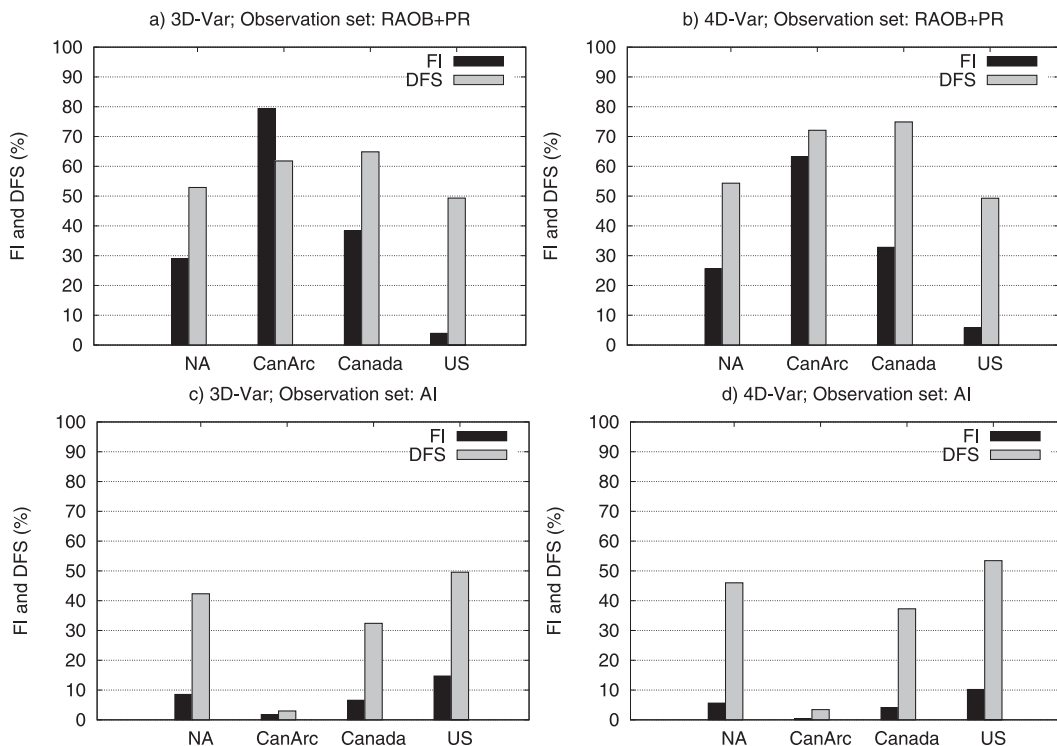 a) 3D-Var; Observation set: RAOB+PR
FI and DFS (%)
100
90
80
70
60
50
40
30
20
10
0
FI
DFS
NA CanArc Canada US
b) 4D-Var; Observation set: RAOB+PR
FI and DFS (%)
100
90
80
70
60
50
40
30
20
10
0
FI
DFS
NA CanArc Canada US
c) 3D-Var; Observation set: AI
FI and DFS (%)
100
90
80
70
60
50
40
30
20
10
0
FI
DFS
NA CanArc Canada US
d) 4D-Var; Observation set: AI
FI and DFS (%)
100
90
80
70
60
50
40
30
20
10
0
FI
DFS
NA CanArc Canada US